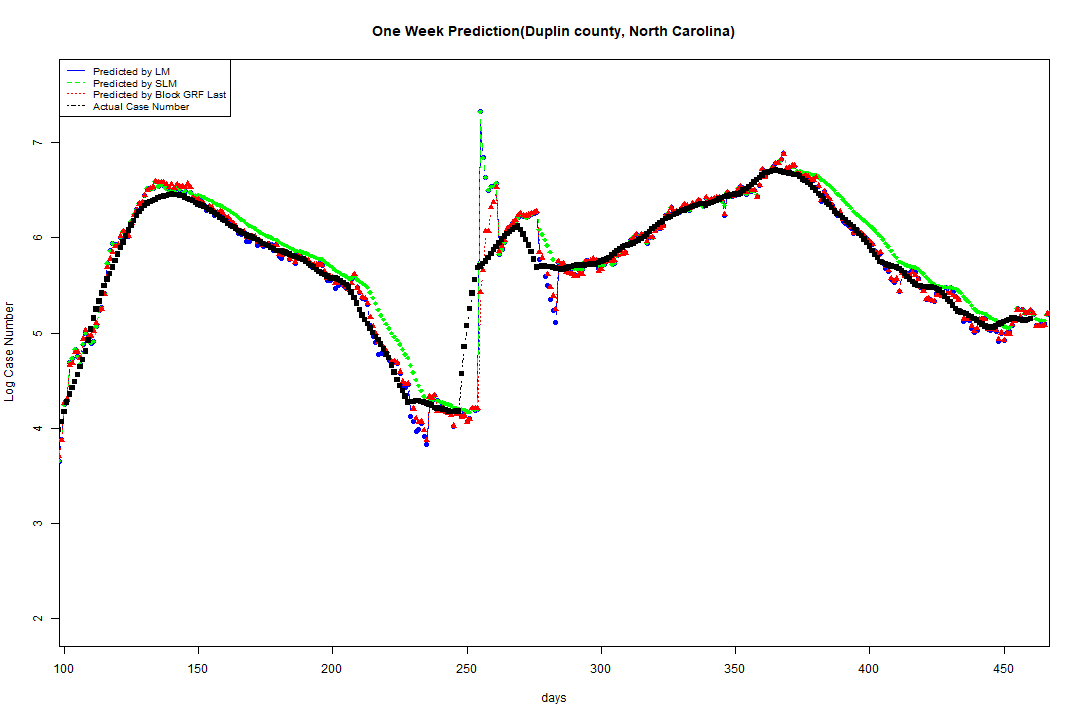 One Week Prediction(Duplin county, North Carolina)
Predicted by LM
Predicted by SLM
Predicted by Block GRF Last
Actual Case Number
7
6
5
4
3
2
Log Case Number
100 150 200 250 300 350 400 450
days